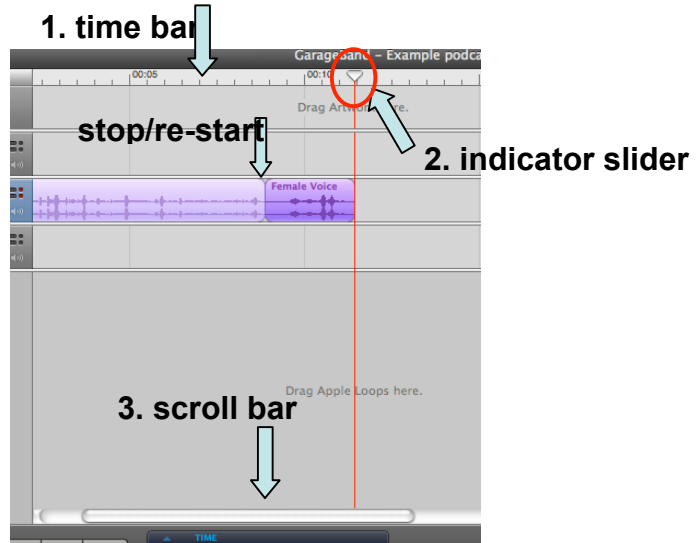 1. time bar
GarageBand – Example podca
00:05
00:10
Drag Artwork here.
stop/re-start
2. indicator slider
Female Voice
Drag Apple Loops here.
3. scroll bar
TIME